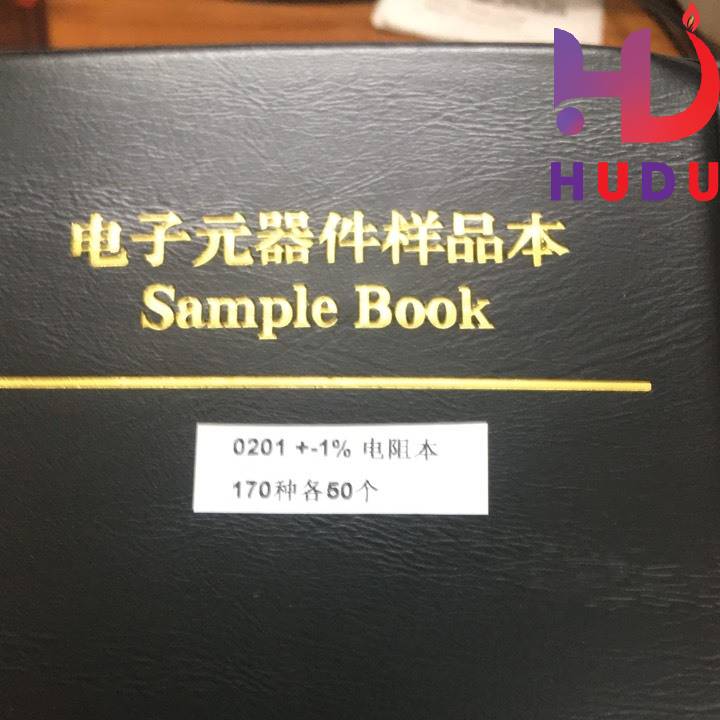 HUDU
电子元器件样品本
Sample Book
0201 +-1% 电阻本
170种各50个